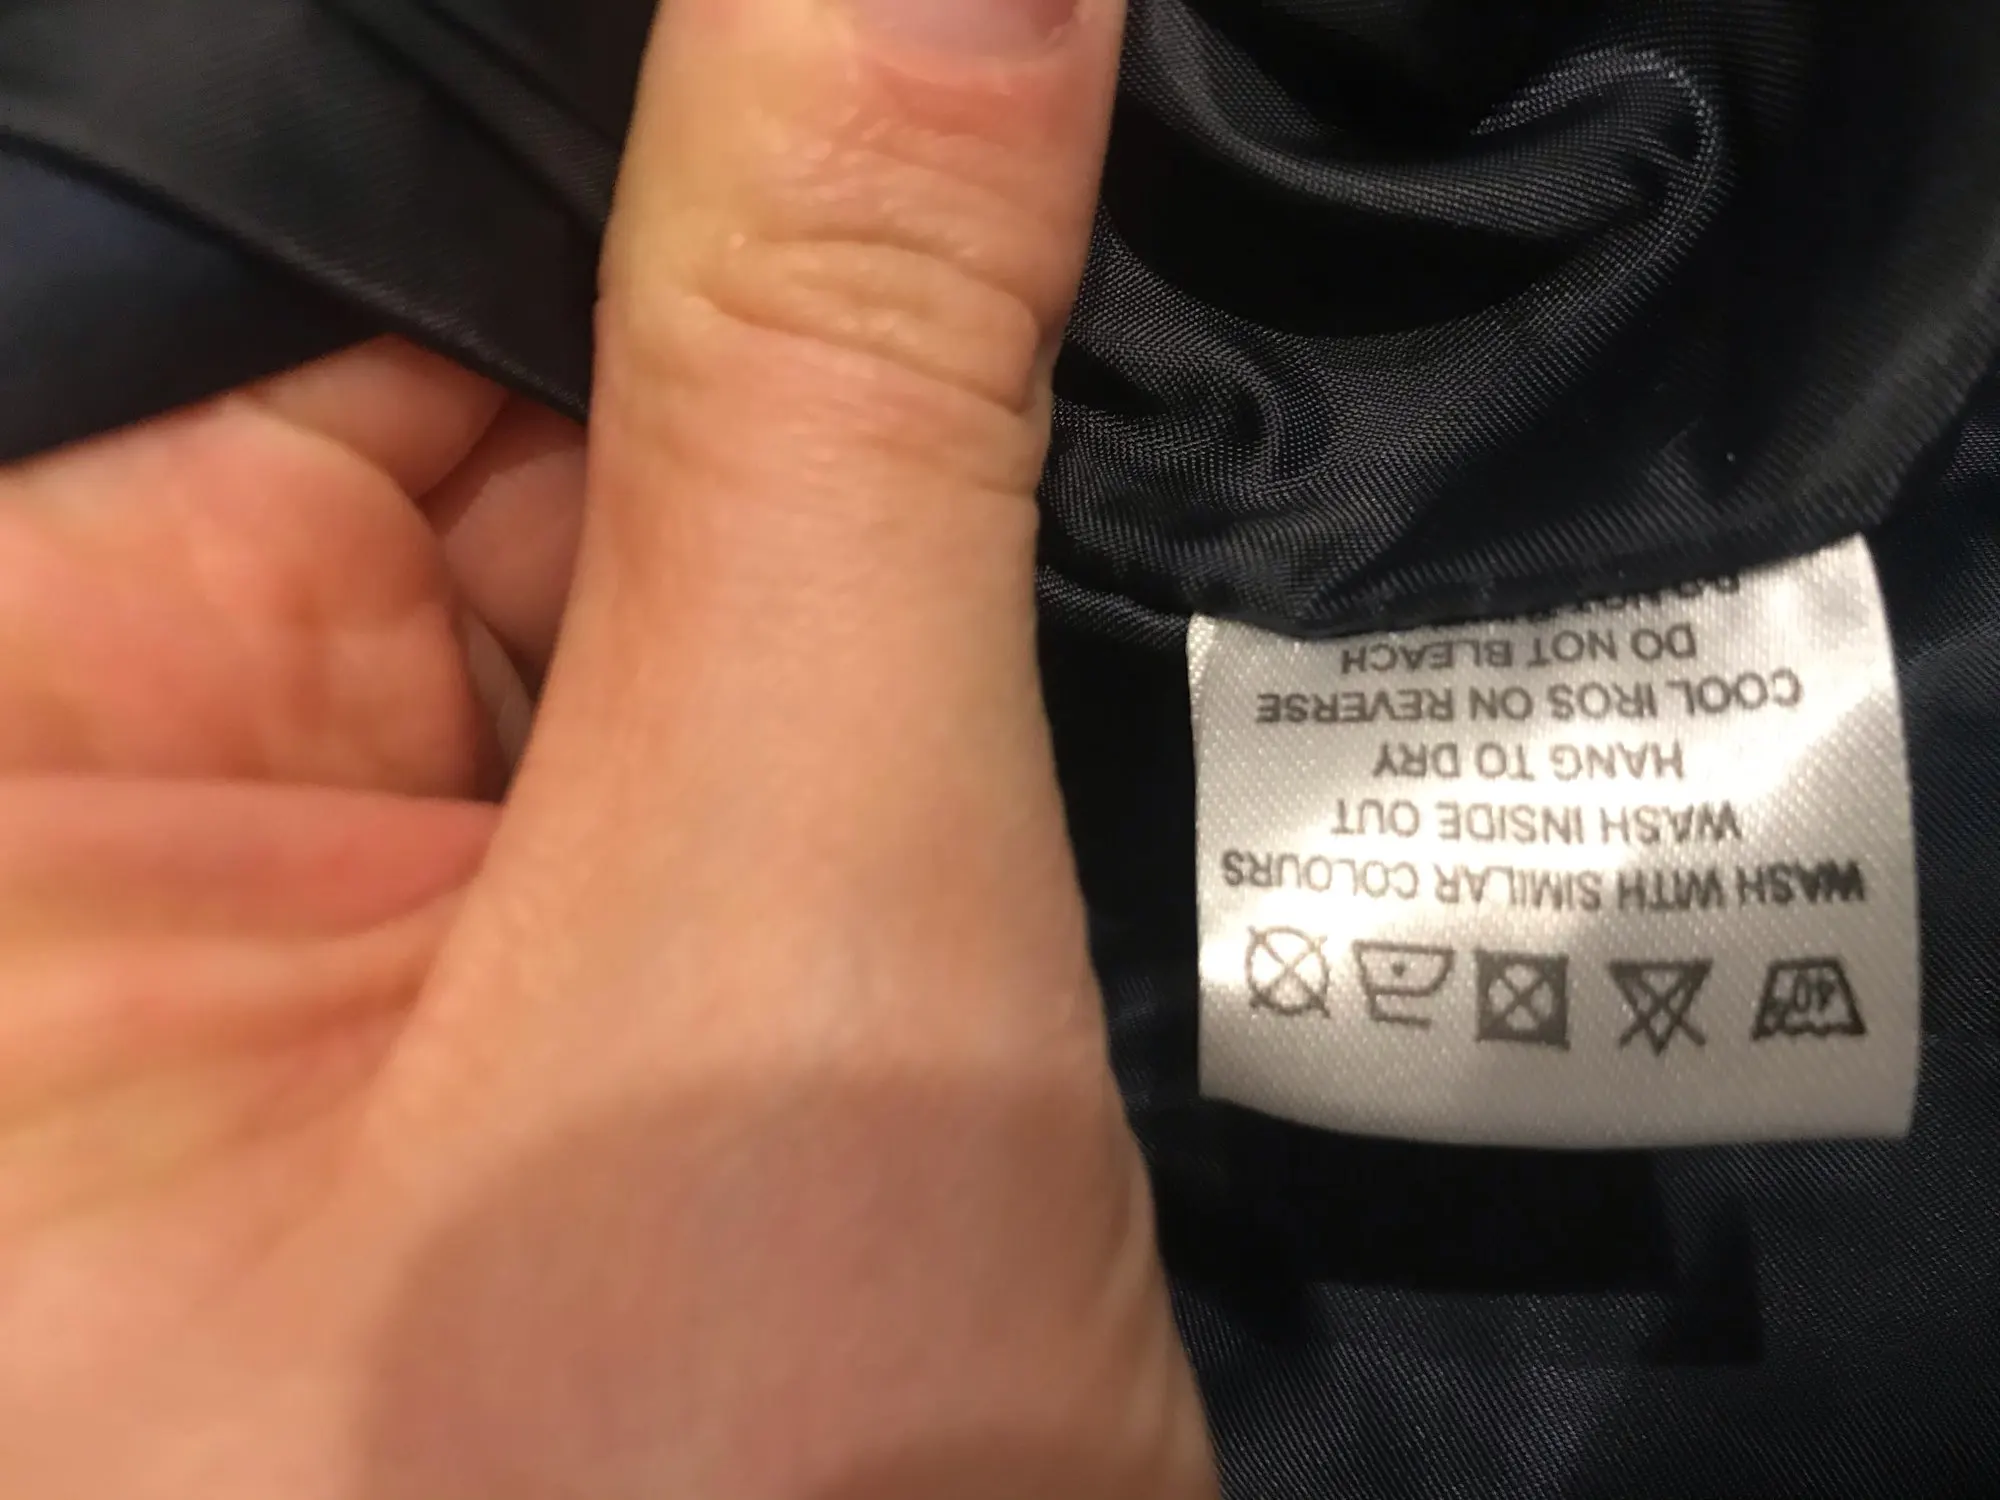 40
WASH WITH SIMILAR COLOURS
WASH INSIDE OUT
HANG TO DRY
COOL IROS ON REVERSE
DO NOT BLEACH